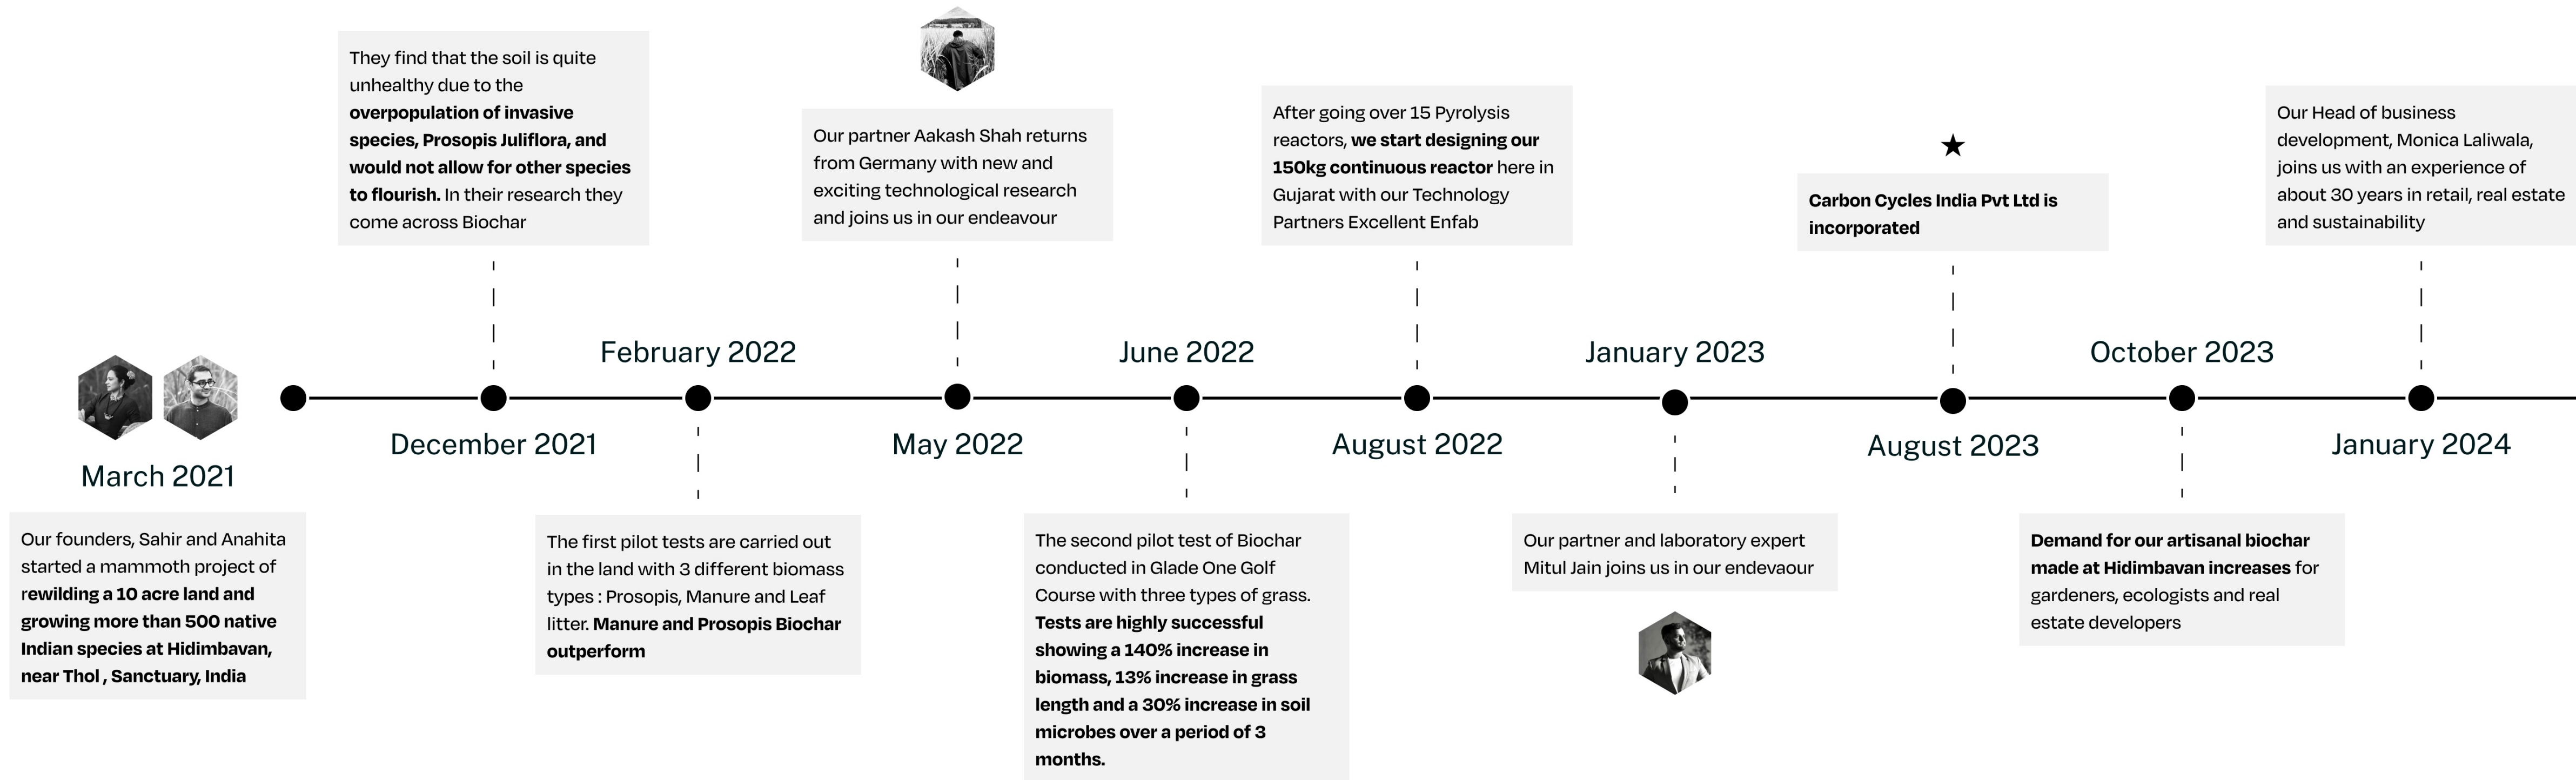 March 2021
Our founders, Sahir and Anahita
started a mammoth project of
rewilding a 10 acre land and
growing more than 500 native
Indian species at Hidimbavan,
near Thol , Sanctuary, India
They find that the soil is quite
unhealthy due to the
overpopulation of invasive
species, Prosopis Juliflora, and
would not allow for other species
to flourish. In their research they
come across Biochar
December 2021
February 2022
The first pilot tests are carried out
in the land with 3 different biomass
types : Prosopis, Manure and Leaf
litter. Manure and Prosopis Biochar
outperform
Our partner Aakash Shah returns
from Germany with new and
exciting technological research
and joins us in our endeavour
May 2022
June 2022
The second pilot test of Biochar
conducted in Glade One Golf
Course with three types of grass.
Tests are highly successful
showing a 140% increase in
biomass, 13% increase in grass
length and a 30% increase in soil
microbes over a period of 3
months.
After going over 15 Pyrolysis
reactors, we start designing our
150kg continuous reactor here in
Gujarat with our Technology
Partners Excellent Enfab
August 2022
January 2023
Our partner and laboratory expert
Mitul Jain joins us in our endevaour
Carbon Cycles India Pvt Ltd is
incorporated
August 2023
October 2023
Demand for our artisanal biochar
made at Hidimbavan increases for
gardeners, ecologists and real
estate developers
Our Head of business
development, Monica Laliwala,
joins us with an experience of
about 30 years in retail, real estate
and sustainability
January 2024